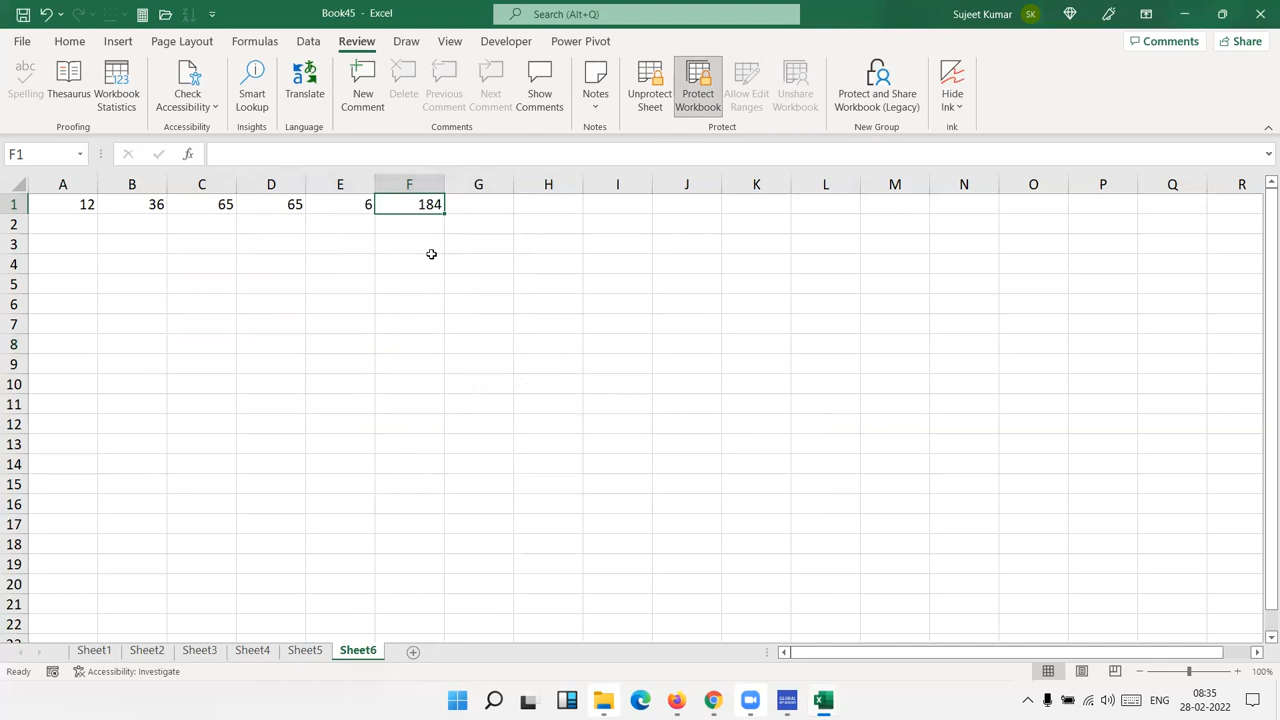 Book45 - Excel
Search (Alt+Q)
Sujeet Kumar
SK
File Home Insert Page Layout Formulas Data Review Draw View Developer Power Pivot
Comments
Share
abc
123
Spelling
Thesaurus
Workbook
Statistics
Check
Accessibility
Smart
Lookup
Translate
New
Comment
Delete
Previous
Comment
Next
Comment
Show
Comments
Notes
Unprotect
Sheet
Protect
Workbook
Allow Edit
Ranges
Unshare
Workbook
Protect and Share
Workbook (Legacy)
Hide
Ink
Proofing
Accessibility
Insights
Language
Comments
Notes
Protect
New Group
Ink
F1
fx
A B C D E F G H I J K L M N O P Q R
1 12 36 65 65 6 184
2
3
4
5
6
7
8
9
10
11
12
13
14
15
16
17
18
19
20
21
22
Sheet1 Sheet2 Sheet3 Sheet4 Sheet5 Sheet6
Ready
Accessibility: Investigate
100%
GLOBAL
ENG
08:35
28-02-2022